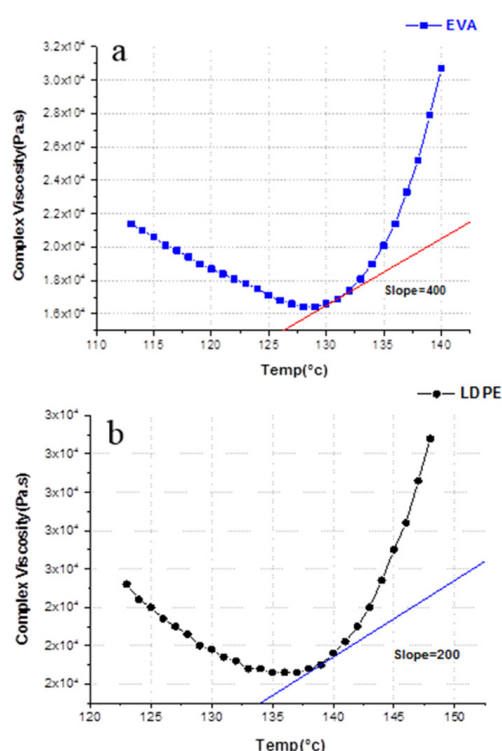 EVA
a
3.2x10⁴
3.0x10⁴
2.8x10⁴
2.6x10⁴
2.4x10⁴
2.2x10⁴
2.0x10⁴
1.8x10⁴
1.6x10⁴
Complex Viscosity(Pa.s)
Slope=400
110 115 120 125 130 135 140
Temp(°c)
LDPE
b
3x10⁴
3x10⁴
3x10⁴
3x10⁴
3x10⁴
2x10⁴
2x10⁴
2x10⁴
Complex Viscosity(Pa.s)
Slope=200
120 125 130 135 140 145 150
Temp(°c)